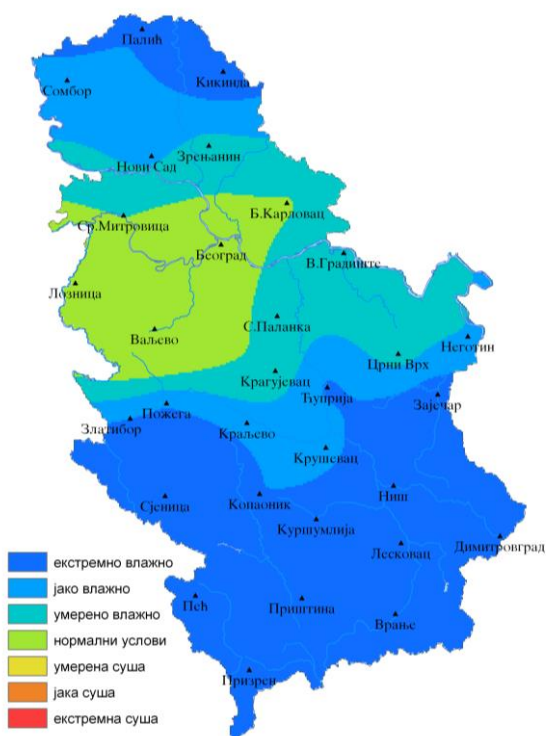 Палић
Кикинда
Сомбор
Зрењанин
Нови Сад
Б.Карловац
Ср.Митровица
Београд
В.Градиште
Лозница
С.Паланка
Ваљево
Неготин
Црни Врх
Крагујевац
Ћуприја
Зајечар
Пожега
Златибор
Краљево
Крушевац
Ниш
Сјеница
Копаоник
Куршумлија
Димитровград
Лесковац
екстремно влажно
јако влажно
Пећ
Приштина
умерено влажно
Врање
нормални услови
умерена суша
Призрен
јака суша
екстремна суша